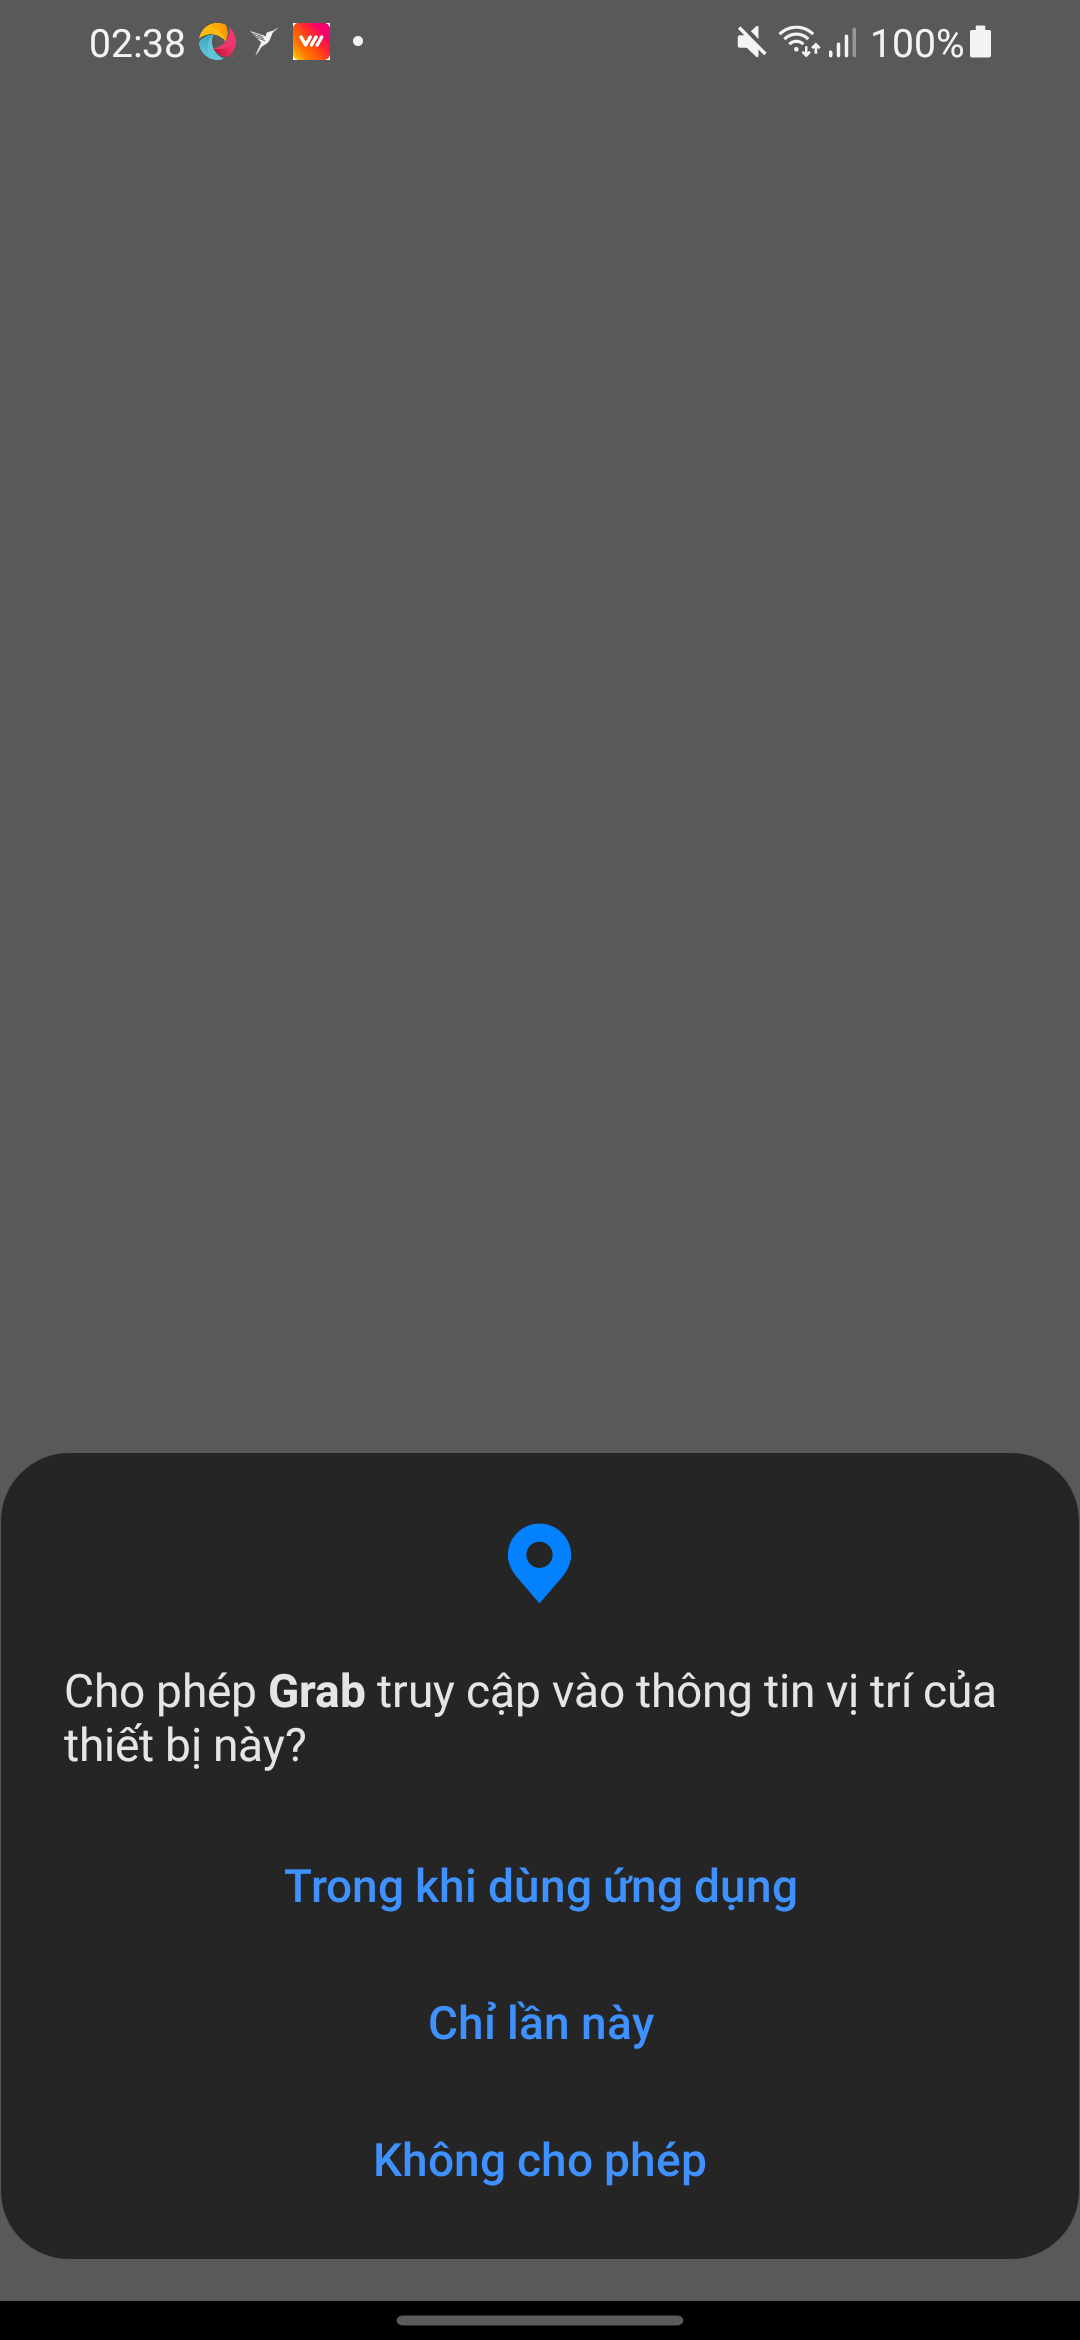 02:38
100%
Cho phép Grab truy cập vào thông tin vị trí của
thiết bị này?
Trong khi dùng ứng dụng
Chỉ lần này
Không cho phép